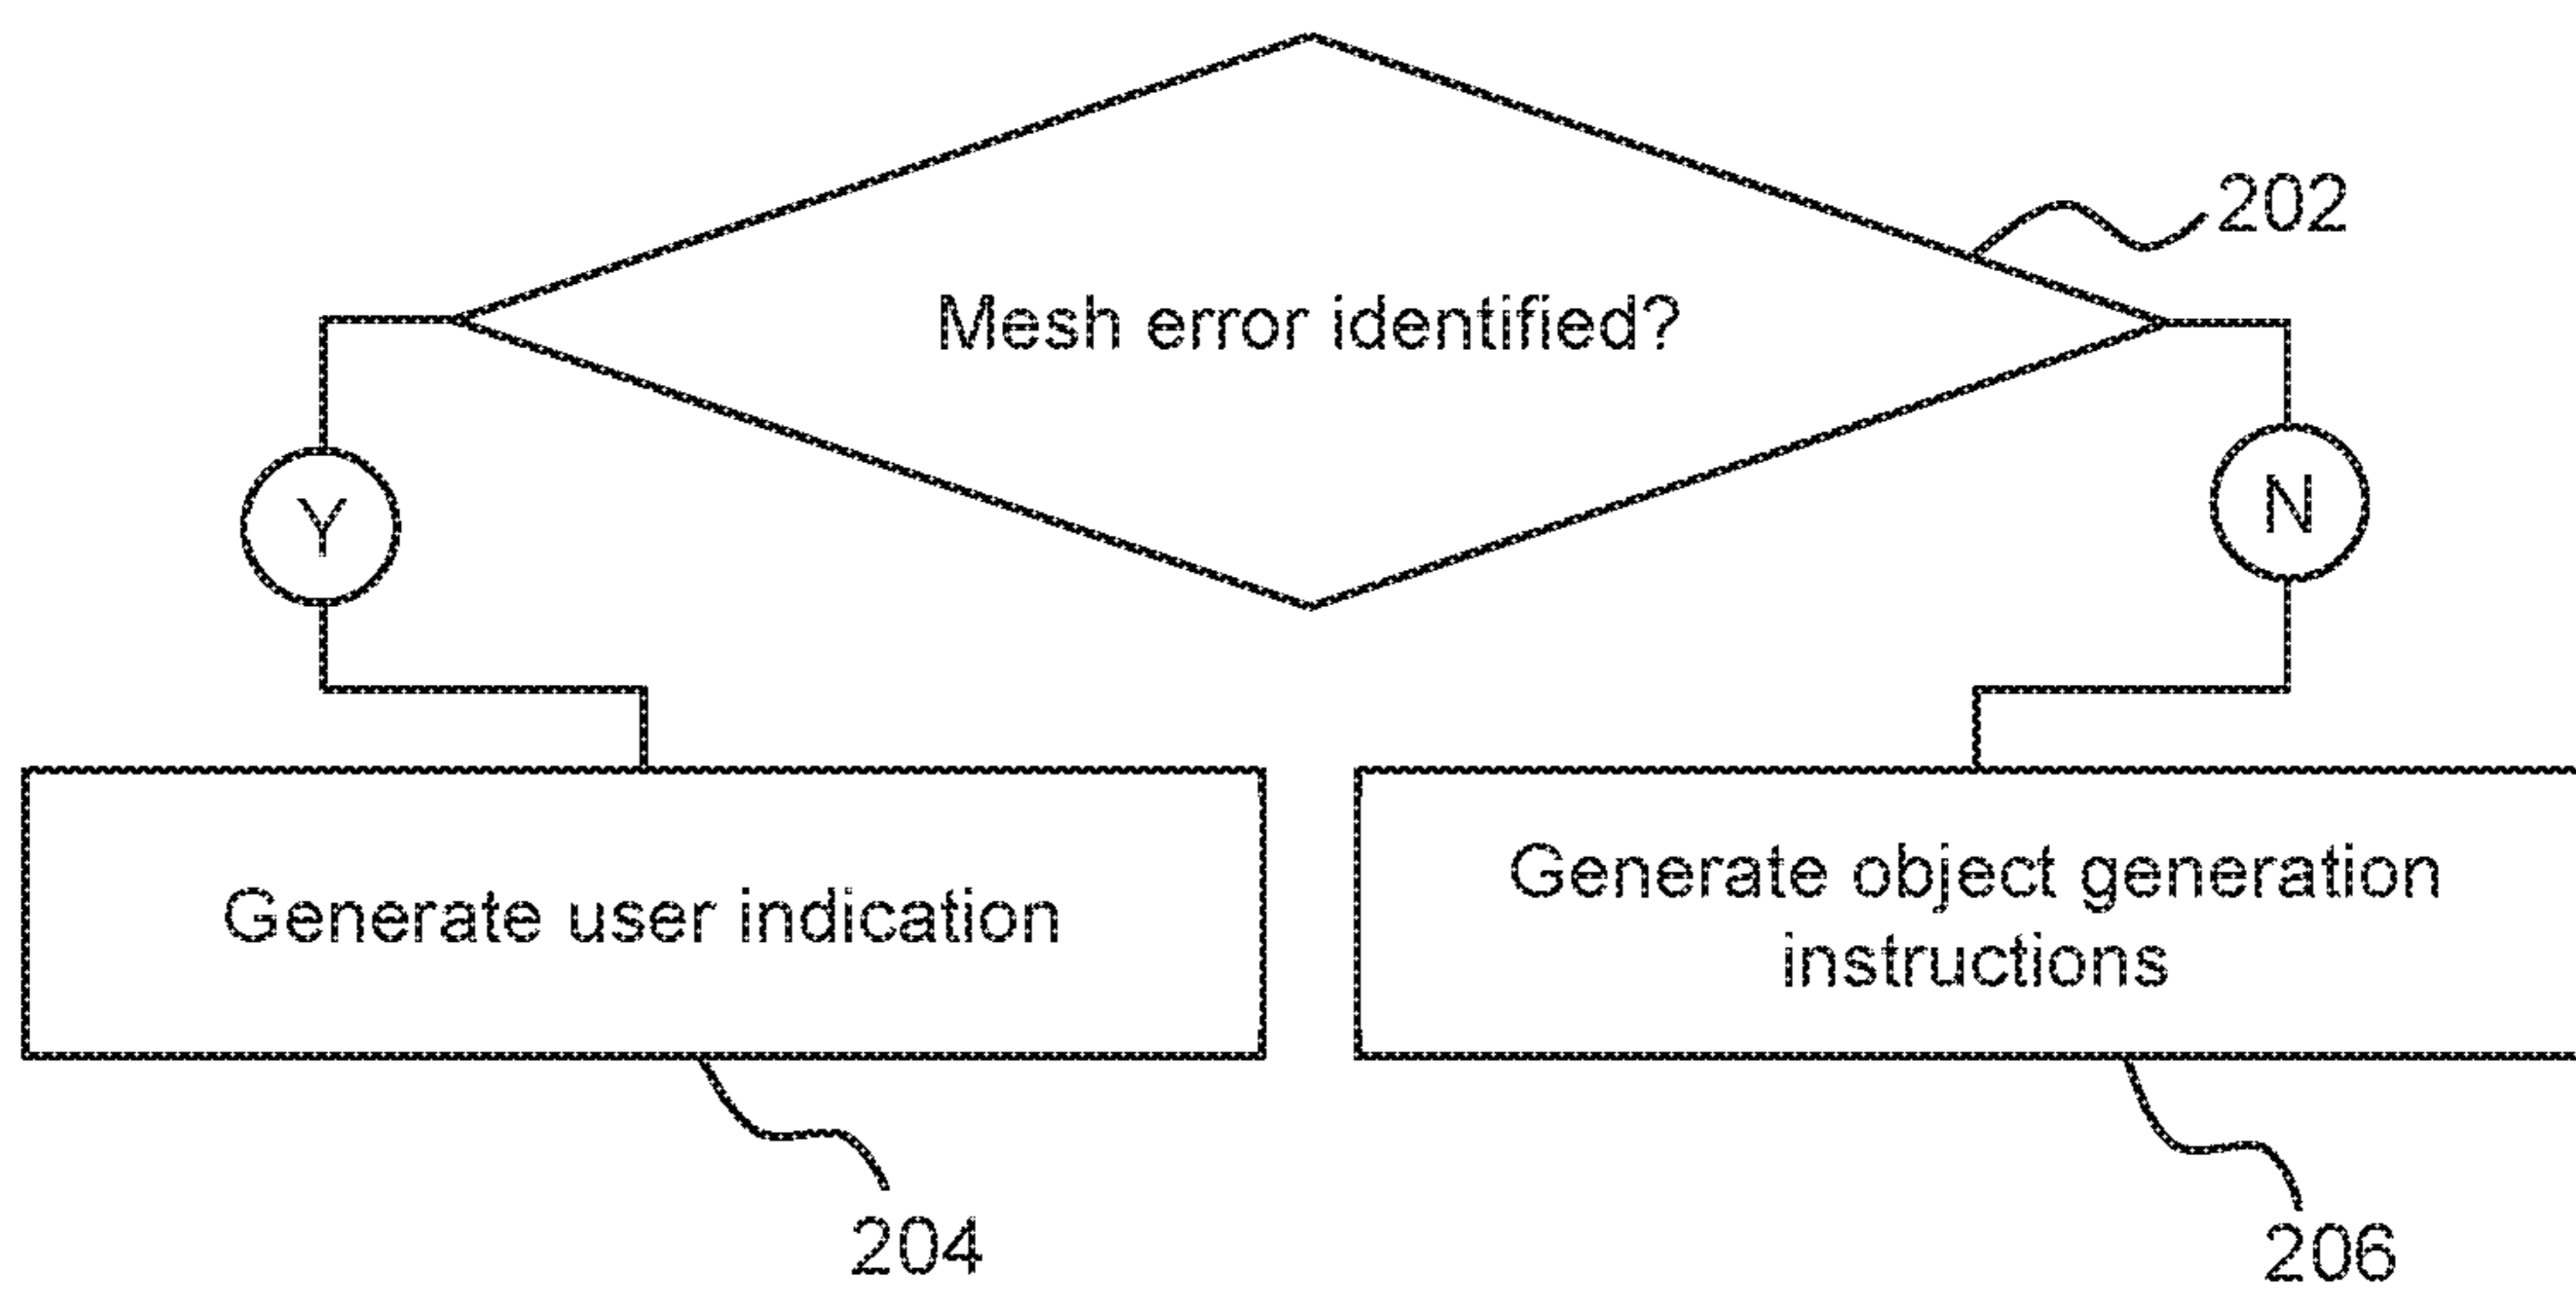 202
Mesh error identified?
Y
N
Generate user indication
Generate object generation
instructions
204
206